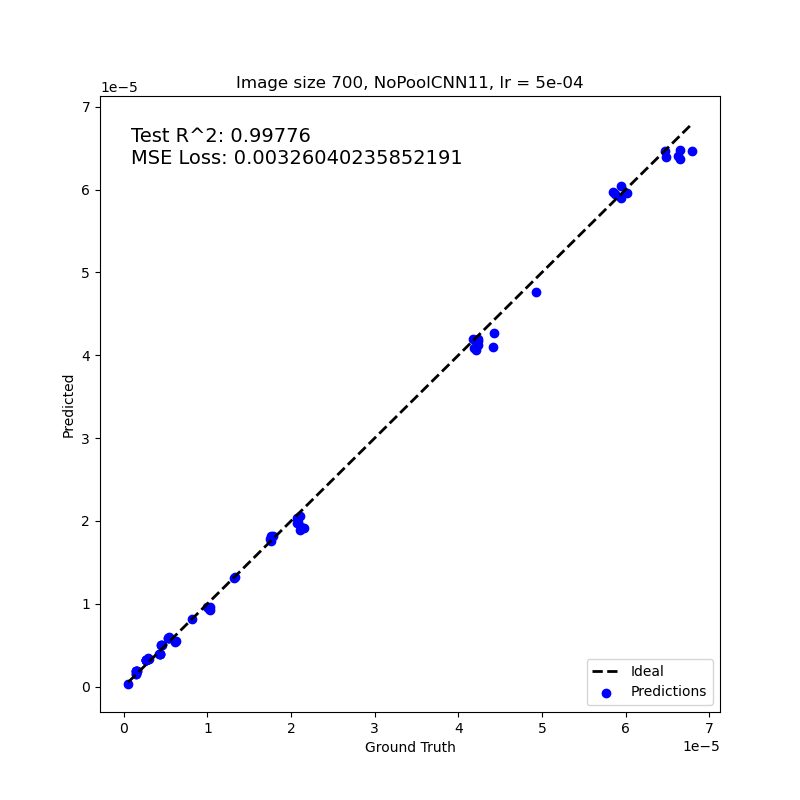 Image size 700, NoPoolCNN11, lr = 5e-04
1e−5
7
Test R^2: 0.99776
MSE Loss: 0.00326040235852191
6
5
4
Predicted
3
2
1
0
Ideal
Predictions
0 1 2 3 4 5 6 7
Ground Truth
1e−5